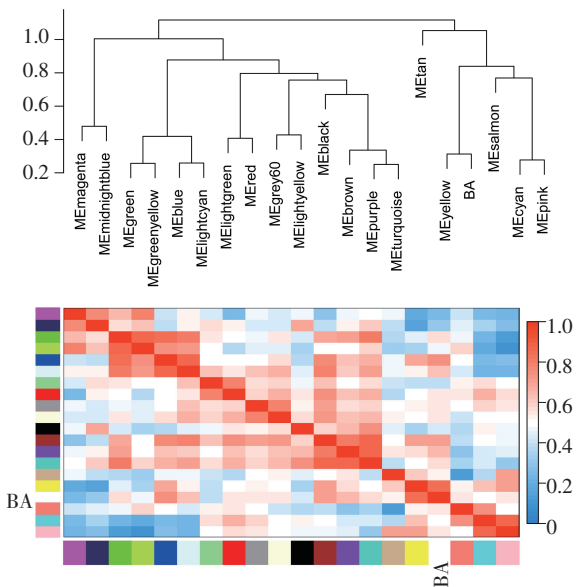 1.0
0.8
0.6
0.4
0.2
MEmagenta
MEmidnightblue
MEgreen
MEgreenyellow
MEblue
MElightcyan
MElightgreen
MEred
MEgrey60
MElightyellow
MEblack
MEbrown
MEpurple
MEturquoise
MEtan
MEyellow
BA
MEsalmon
MEcyan
MEpink
1.0
0.8
0.6
0.4
0.2
0
BA
BA